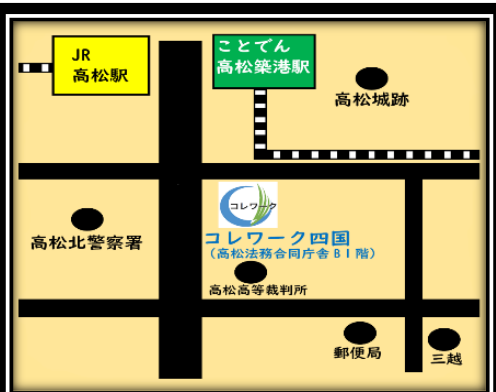 JR
高松駅
ことでん
高松築港駅
高松城跡
コレワーク
高松北警察署
コレワーク四国
(高松法務合同庁舎B1階)
高松高等裁判所
郵便局
三越